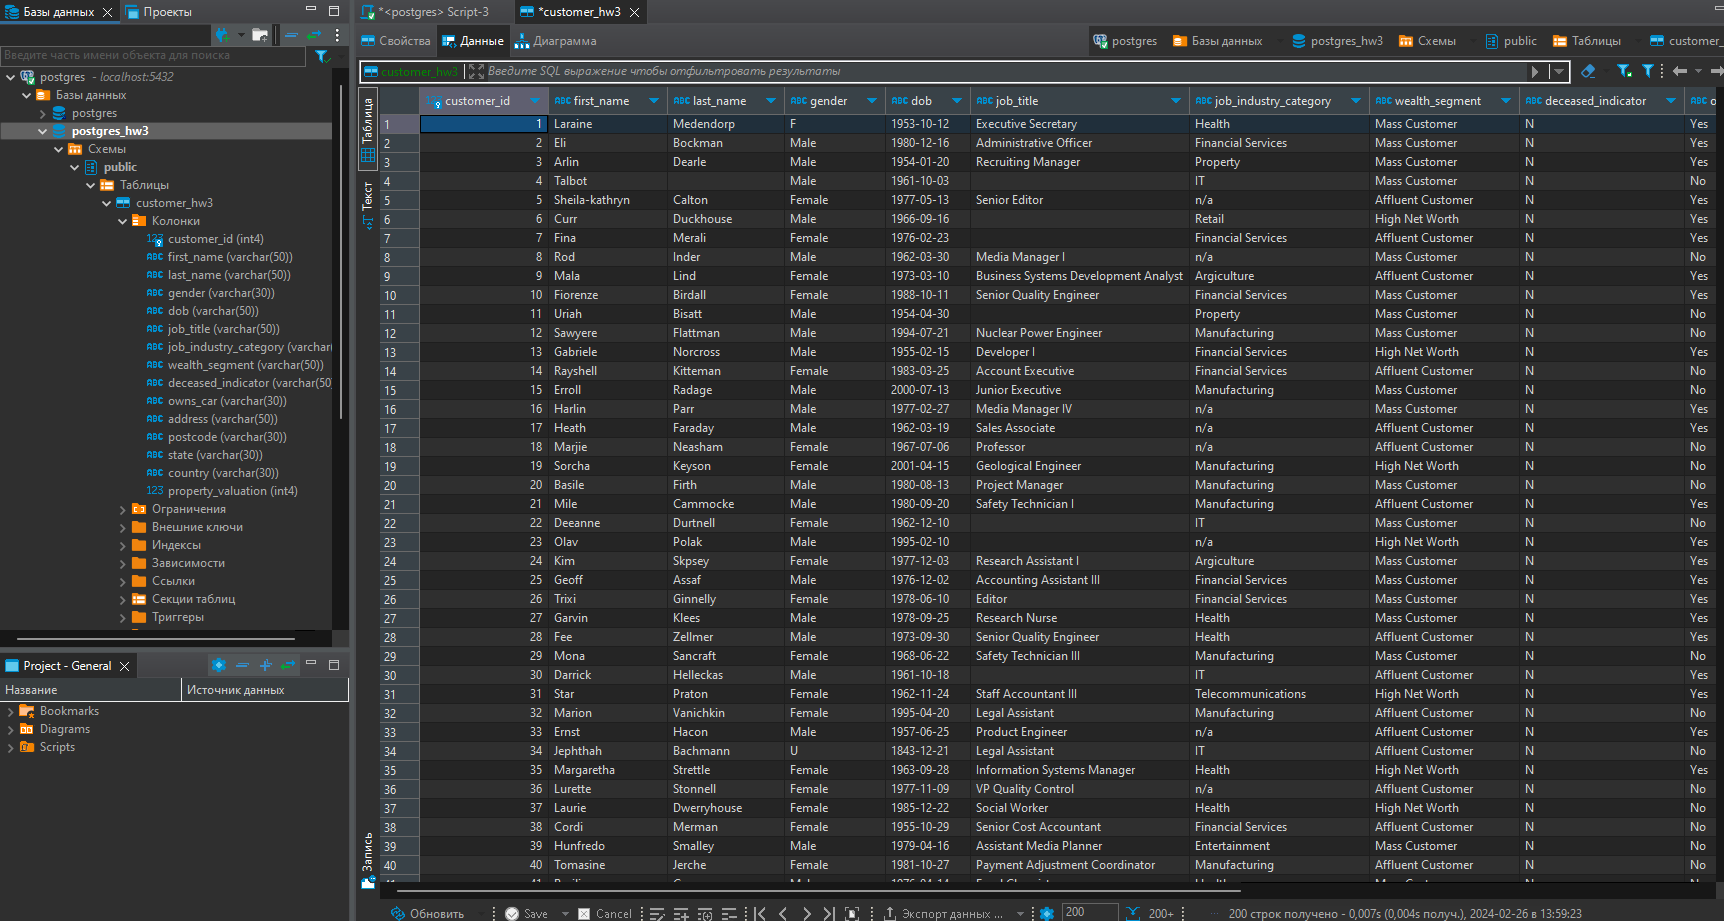 Базы данных
Проекты
Введите часть имени объекта для поиска
postgres - localhost:5432
Базы данных
postgres
postgres_hw3
Схемы
public
Таблицы
customer_hw3
Колонки
123 customer_id (int4)
ABC first_name (varchar(50))
ABC last_name (varchar(50))
ABC gender (varchar(30))
ABC dob (varchar(50))
ABC job_title (varchar(50))
ABC job_industry_category (varchar
ABC wealth_segment (varchar(50))
ABC deceased_indicator (varchar(50
ABC owns_car (varchar(30))
ABC address (varchar(50))
ABC postcode (varchar(30))
ABC state (varchar(30))
ABC country (varchar(30))
123 property_valuation (int4)
Ограничения
Внешние ключи
Индексы
Зависимости
Ссылки
Секции таблиц
Триггеры
Project - General
Название Источник данных
Bookmarks
Diagrams
Scripts
*<postgres> Script-3 *customer_hw3
Свойства Данные Диаграмма postgres Базы данных postgres_hw3 Схемы public Таблицы customer_
customer_hw3 Введите SQL выражение чтобы отфильтровать результаты
Таблица
Текст
Запись
123 customer_id ABC first_name ABC last_name ABC gender ABC dob ABC job_title ABC job_industry_category ABC wealth_segment ABC deceased_indicator ABC o
1 1 Laraine Medendorp F 1953-10-12 Executive Secretary Health Mass Customer N Yes
2 2 Eli Bockman Male 1980-12-16 Administrative Officer Financial Services Mass Customer N Yes
3 3 Arlin Dearle Male 1954-01-20 Recruiting Manager Property Mass Customer N Yes
4 4 Talbot Male 1961-10-03 IT Mass Customer N No
5 5 Sheila-kathryn Calton Female 1977-05-13 Senior Editor n/a Affluent Customer N Yes
6 6 Curr Duckhouse Male 1966-09-16 Retail High Net Worth N Yes
7 7 Fina Merali Female 1976-02-23 Financial Services Affluent Customer N Yes
8 8 Rod Inder Male 1962-03-30 Media Manager I n/a Mass Customer N No
9 9 Mala Lind Female 1973-03-10 Business Systems Development Analyst Argiculture Affluent Customer N Yes
10 10 Fiorenze Birdall Female 1988-10-11 Senior Quality Engineer Financial Services Mass Customer N Yes
11 11 Uriah Bisatt Male 1954-04-30 Property Mass Customer N No
12 12 Sawyere Flattman Male 1994-07-21 Nuclear Power Engineer Manufacturing Mass Customer N No
13 13 Gabriele Norcross Male 1955-02-15 Developer I Financial Services High Net Worth N Yes
14 14 Rayshell Kitteman Female 1983-03-25 Account Executive Financial Services Affluent Customer N No
15 15 Erroll Radage Male 2000-07-13 Junior Executive Manufacturing Mass Customer N No
16 16 Harlin Parr Male 1977-02-27 Media Manager IV n/a Mass Customer N Yes
17 17 Heath Faraday Male 1962-03-19 Sales Associate n/a Affluent Customer N Yes
18 18 Marjie Neasham Female 1967-07-06 Professor n/a Affluent Customer N No
19 19 Sorcha Keyson Female 2001-04-15 Geological Engineer Manufacturing High Net Worth N No
20 20 Basile Firth Male 1980-08-13 Project Manager Manufacturing Mass Customer N No
21 21 Mile Cammocke Male 1980-09-20 Safety Technician I Manufacturing Affluent Customer N Yes
22 22 Deeanne Durtnell Female 1962-12-10 IT Mass Customer N No
23 23 Olav Polak Male 1995-02-10 n/a High Net Worth N No
24 24 Kim Skpsey Female 1977-12-03 Research Assistant I Argiculture Mass Customer N Yes
25 25 Geoff Assaf Male 1976-12-02 Accounting Assistant III Financial Services Mass Customer N Yes
26 26 Trixi Ginnelly Female 1978-06-10 Editor Financial Services Mass Customer N Yes
27 27 Garvin Klees Male 1978-09-25 Research Nurse Health Mass Customer N Yes
28 28 Fee Zellmer Male 1973-09-30 Senior Quality Engineer Health Affluent Customer N Yes
29 29 Mona Sancraft Female 1968-06-22 Safety Technician III Manufacturing Mass Customer N No
30 30 Darrick Helleckas Male 1961-10-18 IT Affluent Customer N Yes
31 31 Star Praton Female 1962-11-24 Staff Accountant III Telecommunications High Net Worth N Yes
32 32 Marion Vanichkin Female 1995-04-20 Legal Assistant Manufacturing Affluent Customer N No
33 33 Ernst Hacon Male 1957-06-25 Product Engineer n/a Affluent Customer N Yes
34 34 Jephthah Bachmann U 1843-12-21 Legal Assistant IT Affluent Customer N No
35 35 Margaretha Strettle Female 1963-09-28 Information Systems Manager Health High Net Worth N Yes
36 36 Lurette Stonnell Female 1977-11-09 VP Quality Control n/a Affluent Customer N No
37 37 Laurie Dwerryhouse Female 1985-12-22 Social Worker Health High Net Worth N No
38 38 Cordi Merman Female 1955-10-29 Senior Cost Accountant Financial Services Affluent Customer N No
39 39 Hunfredo Smalley Male 1979-04-16 Assistant Media Planner Entertainment Mass Customer N No
40 40 Tomasine Jerche Female 1981-10-27 Payment Adjustment Coordinator Manufacturing Affluent Customer N No
Обновить Save Cancel Экспорт данных ... 200 200+ 200 строк получено - 0,007s (0,004s получ.), 2024-02-26 в 13:59:23